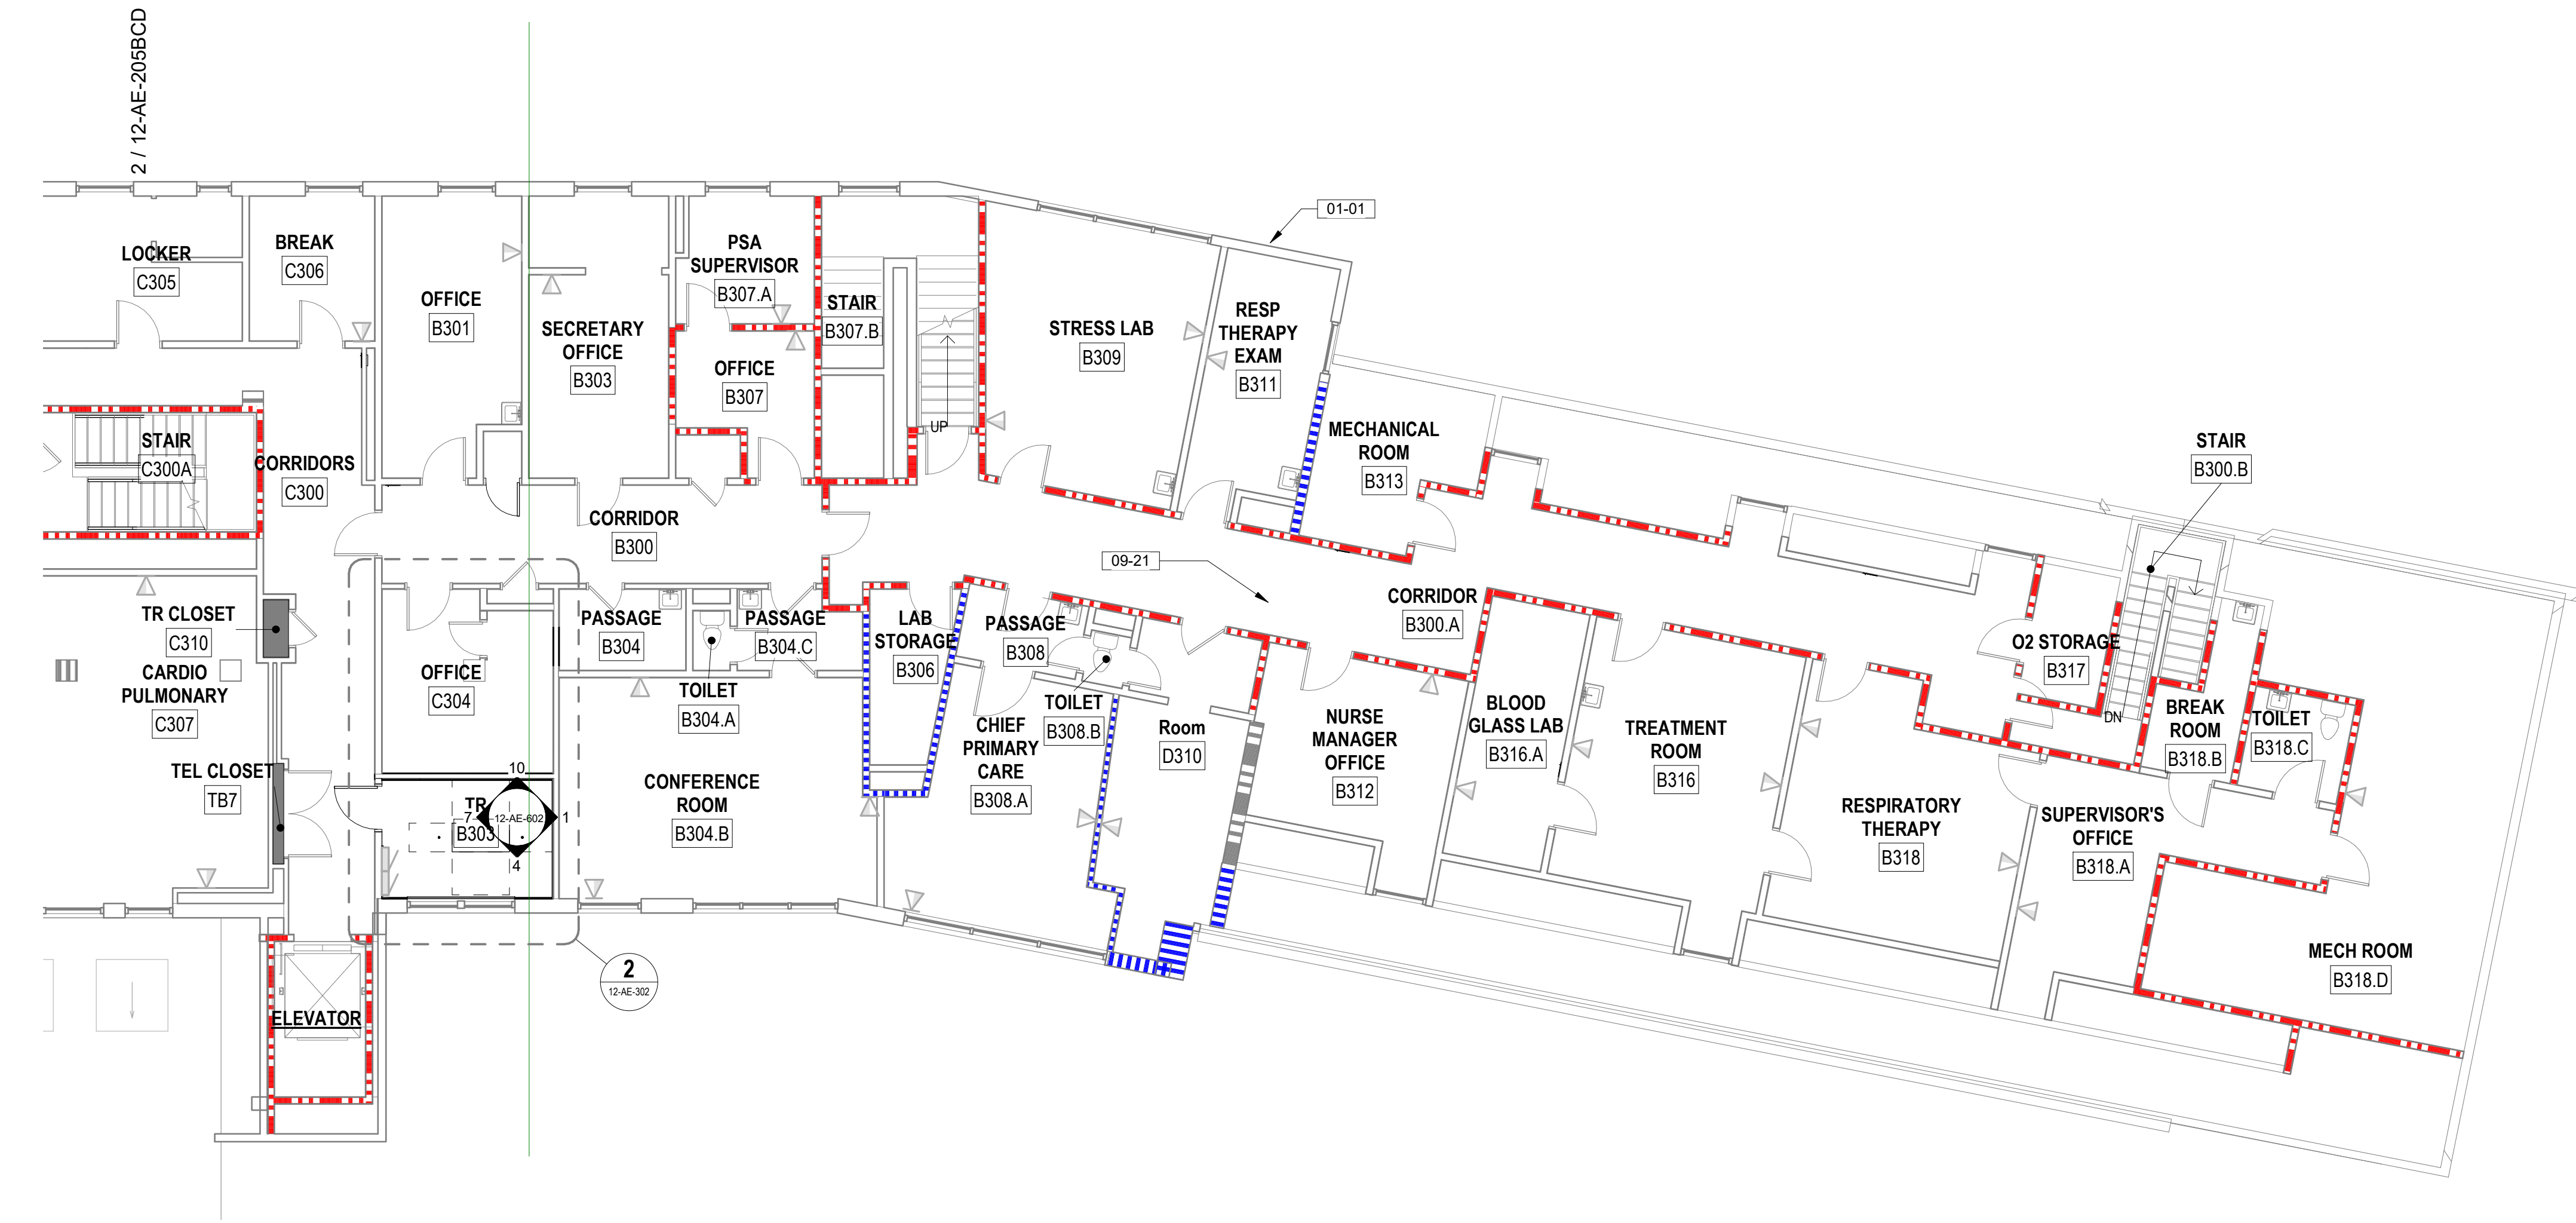 2 / 12-AE-205BCD
01-01
LOCKER
C305
BREAK
C306
OFFICE
B301
SECRETARY
OFFICE
B303
PSA
SUPERVISOR
B307.A
STAIR
B307.B
OFFICE
B307
UP
STRESS LAB
B309
RESP
THERAPY
EXAM
B311
MECHANICAL
ROOM
B313
STAIR
B300.B
STAIR
C300A
CORRIDORS
C300
CORRIDOR
B300
09-21
CORRIDOR
B300.A
TR CLOSET
C310
CARDIO
PULMONARY
C307
TEL CLOSET
TB7
OFFICE
C304
PASSAGE
B304
PASSAGE
B304.C
TOILET
B304.A
LAB
STORAGE
B306
PASSAGE
B308
TOILET
B308.B
CHIEF
PRIMARY
CARE
B308.A
Room
D310
NURSE
MANAGER
OFFICE
B312
BLOOD
GLASS LAB
B316.A
TREATMENT
ROOM
B316
O2 STORAGE
B317
DN
BREAK
ROOM
B318.B
TOILET
B318.C
CONFERENCE
ROOM
B304.B
TR
B303
10
7
12-AE-602
1
4
RESPIRATORY
THERAPY
B318
SUPERVISOR'S
OFFICE
B318.A
MECH ROOM
B318.D
2
12-AE-302
ELEVATOR